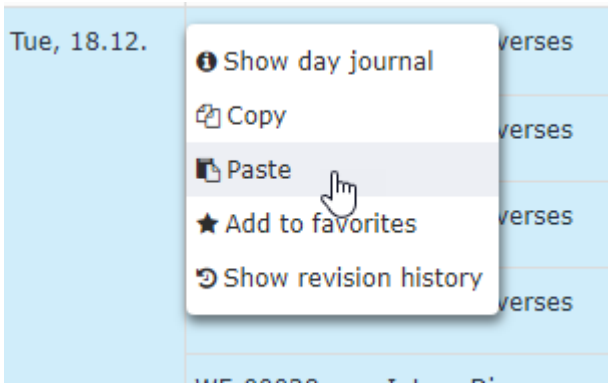 Tue, 18.12.
verses
Show day journal
Copy
verses
Paste
Add to favorites
verses
Show revision history
verses